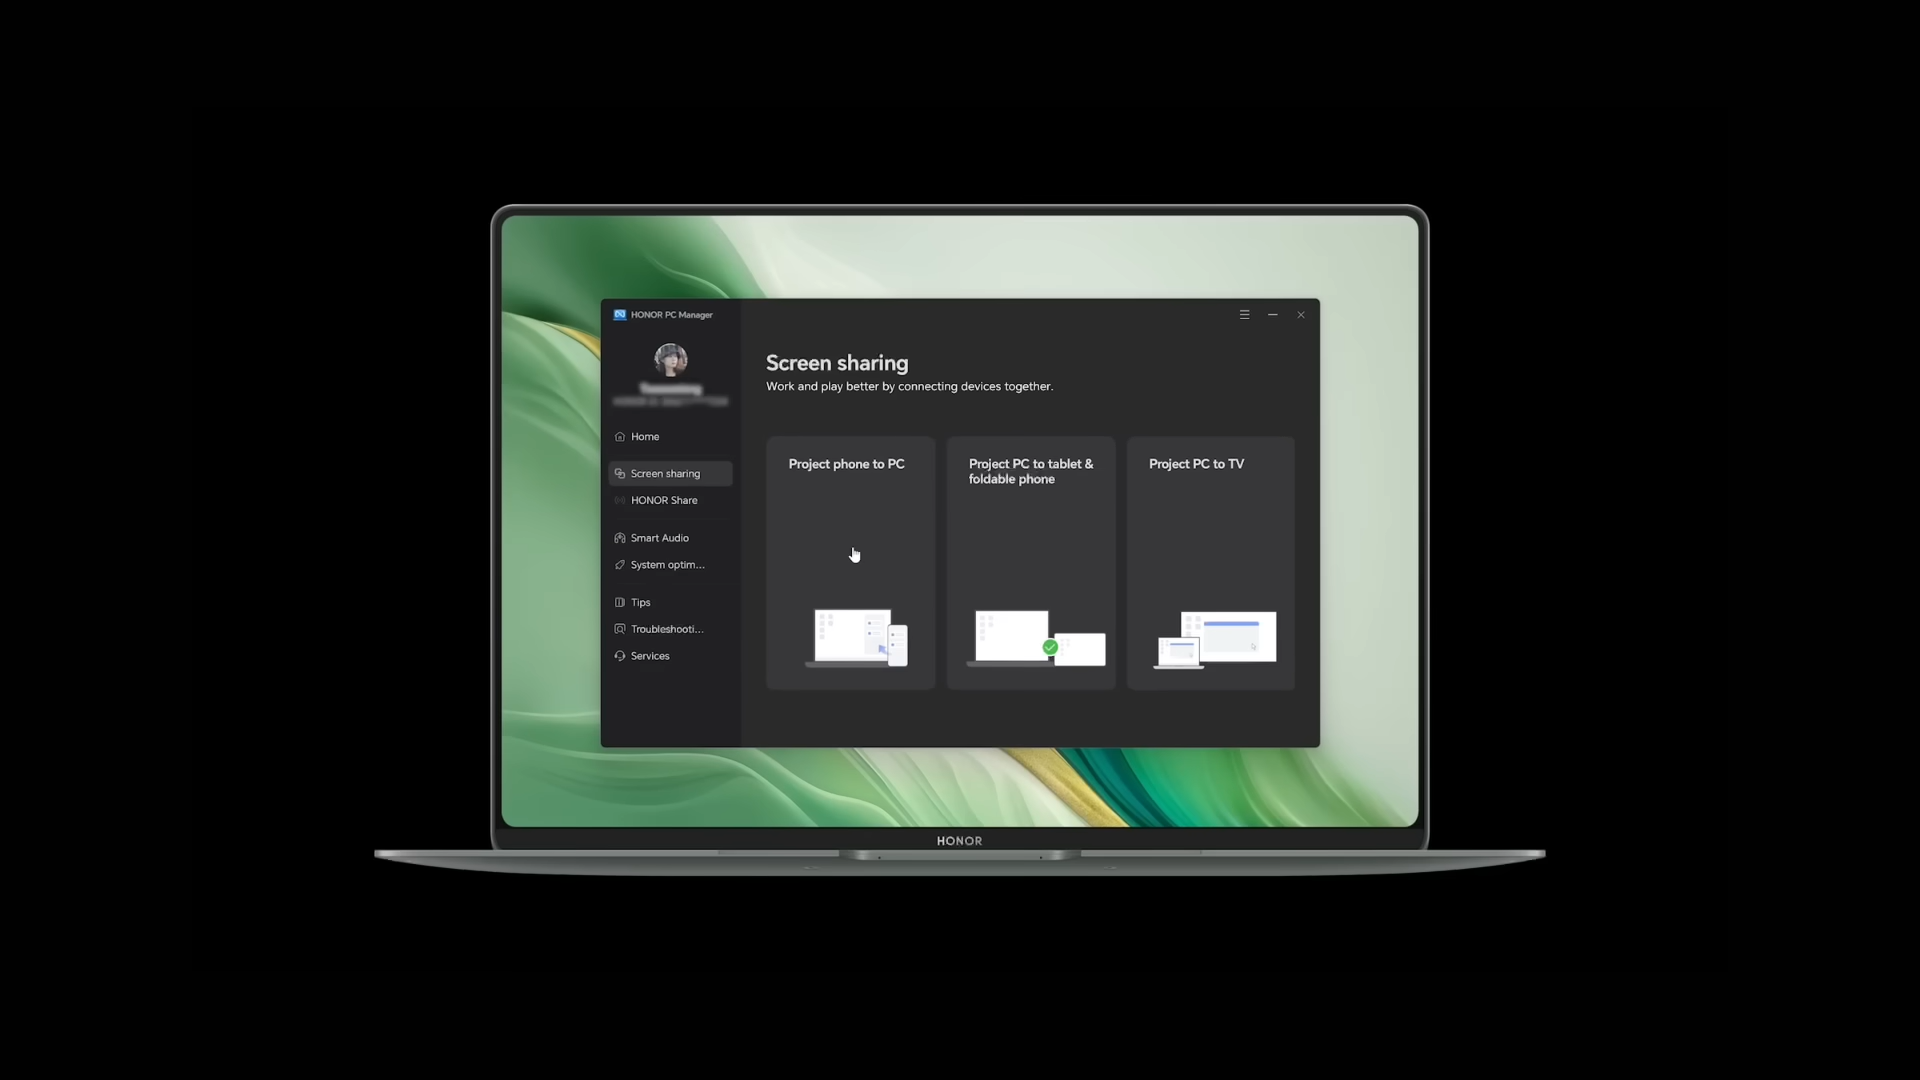 HONOR PC Manager
Home
Screen sharing
HONOR Share
Smart Audio
System optim...
Tips
Troubleshooti...
Services
Screen sharing
Work and play better by connecting devices together.
Project phone to PC
Project PC to tablet &
foldable phone
Project PC to TV
HONOR